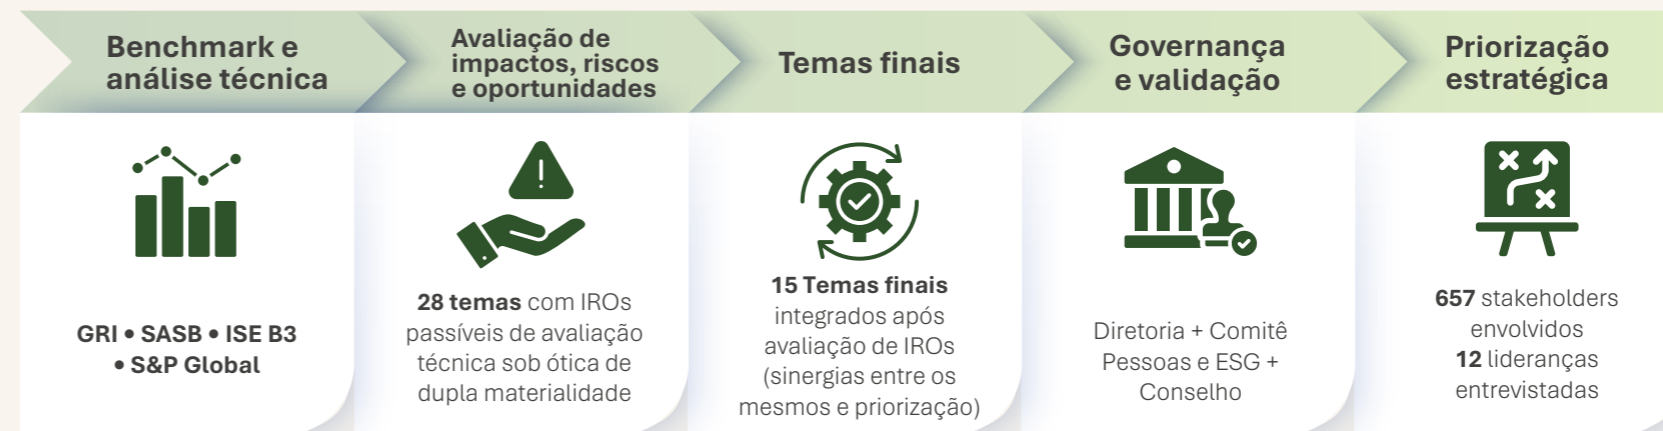 Benchmark e
análise técnica
Avaliação de
impactos, riscos
e oportunidades
Temas finais
Governança
e validação
Priorização
estratégica
GRI • SASB • ISE B3
• S&P Global
28 temas com IROs
passíveis de avaliação
técnica sob ótica de
dupla materialidade
15 Temas finais
integrados após
avaliação de IROs
(sinergias entre os
mesmos e priorização)
Diretoria + Comitê
Pessoas e ESG +
Conselho
657 stakeholders
envolvidos
12 lideranças
entrevistadas